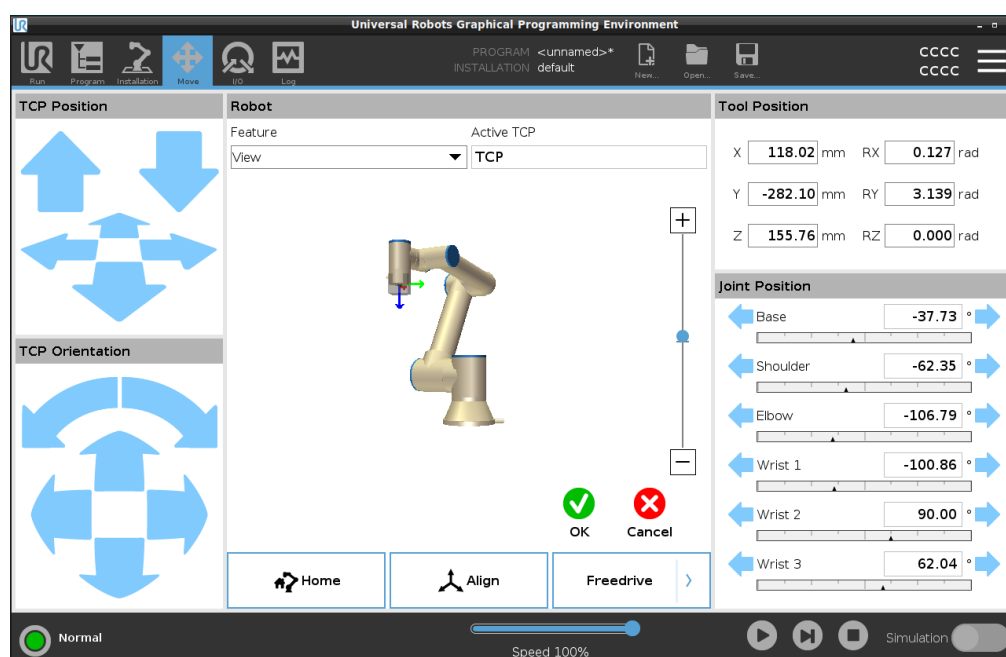 Universal Robots Graphical Programming Environment
UR
Run
Program
Installation
Move
I/O
Log
PROGRAM <unnamed>*
INSTALLATION default
New...
Open...
Save...
CCCC
CCCC
TCP Position
TCP Orientation
Robot
Feature
View
Active TCP
TCP
+
−
OK
Cancel
Home
Align
Freedrive
Tool Position
X 118.02 mm RX 0.127 rad
Y -282.10 mm RY 3.139 rad
Z 155.76 mm RZ 0.000 rad
Joint Position
Base -37.73 °
Shoulder -62.35 °
Elbow -106.79 °
Wrist 1 -100.86 °
Wrist 2 90.00 °
Wrist 3 62.04 °
Normal
Speed 100%
Simulation